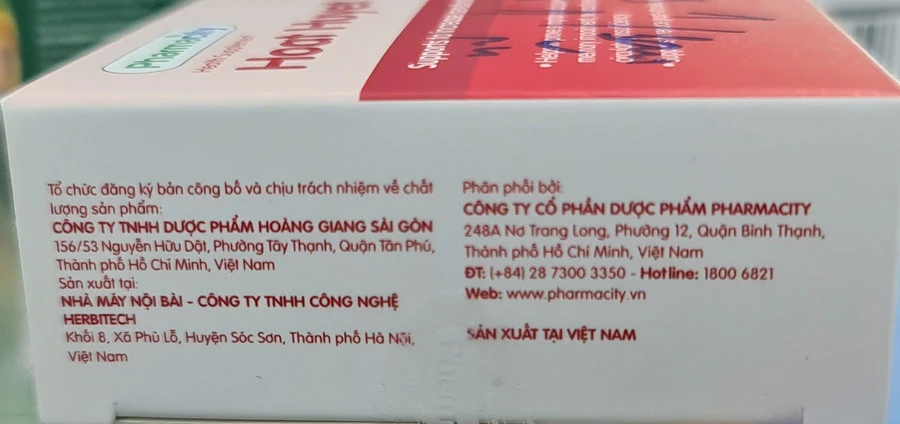 Pharmacity
Hoạt Huyết
Tổ chức đăng ký bản công bố và chịu trách nhiệm về chất
lượng sản phẩm:
CÔNG TY TNHH DƯỢC PHẨM HOÀNG GIANG SÀI GÒN
156/53 Nguyễn Hữu Dật, Phường Tây Thạnh, Quận Tân Phú,
Thành phố Hồ Chí Minh, Việt Nam
Sản xuất tại:
NHÀ MÁY NỘI BÀI - CÔNG TY TNHH CÔNG NGHỆ
HERBITECH
Khối 8, Xã Phù Lỗ, Huyện Sóc Sơn, Thành phố Hà Nội,
Việt Nam
Phân phối bởi:
CÔNG TY CỔ PHẦN DƯỢC PHẨM PHARMACITY
248A Nơ Trang Long, Phường 12, Quận Bình Thạnh,
Thành phố Hồ Chí Minh, Việt Nam
ĐT: (+84) 28 7300 3350 - Hotline: 1800 6821
Web: www.pharmacity.vn
SẢN XUẤT TẠI VIỆT NAM